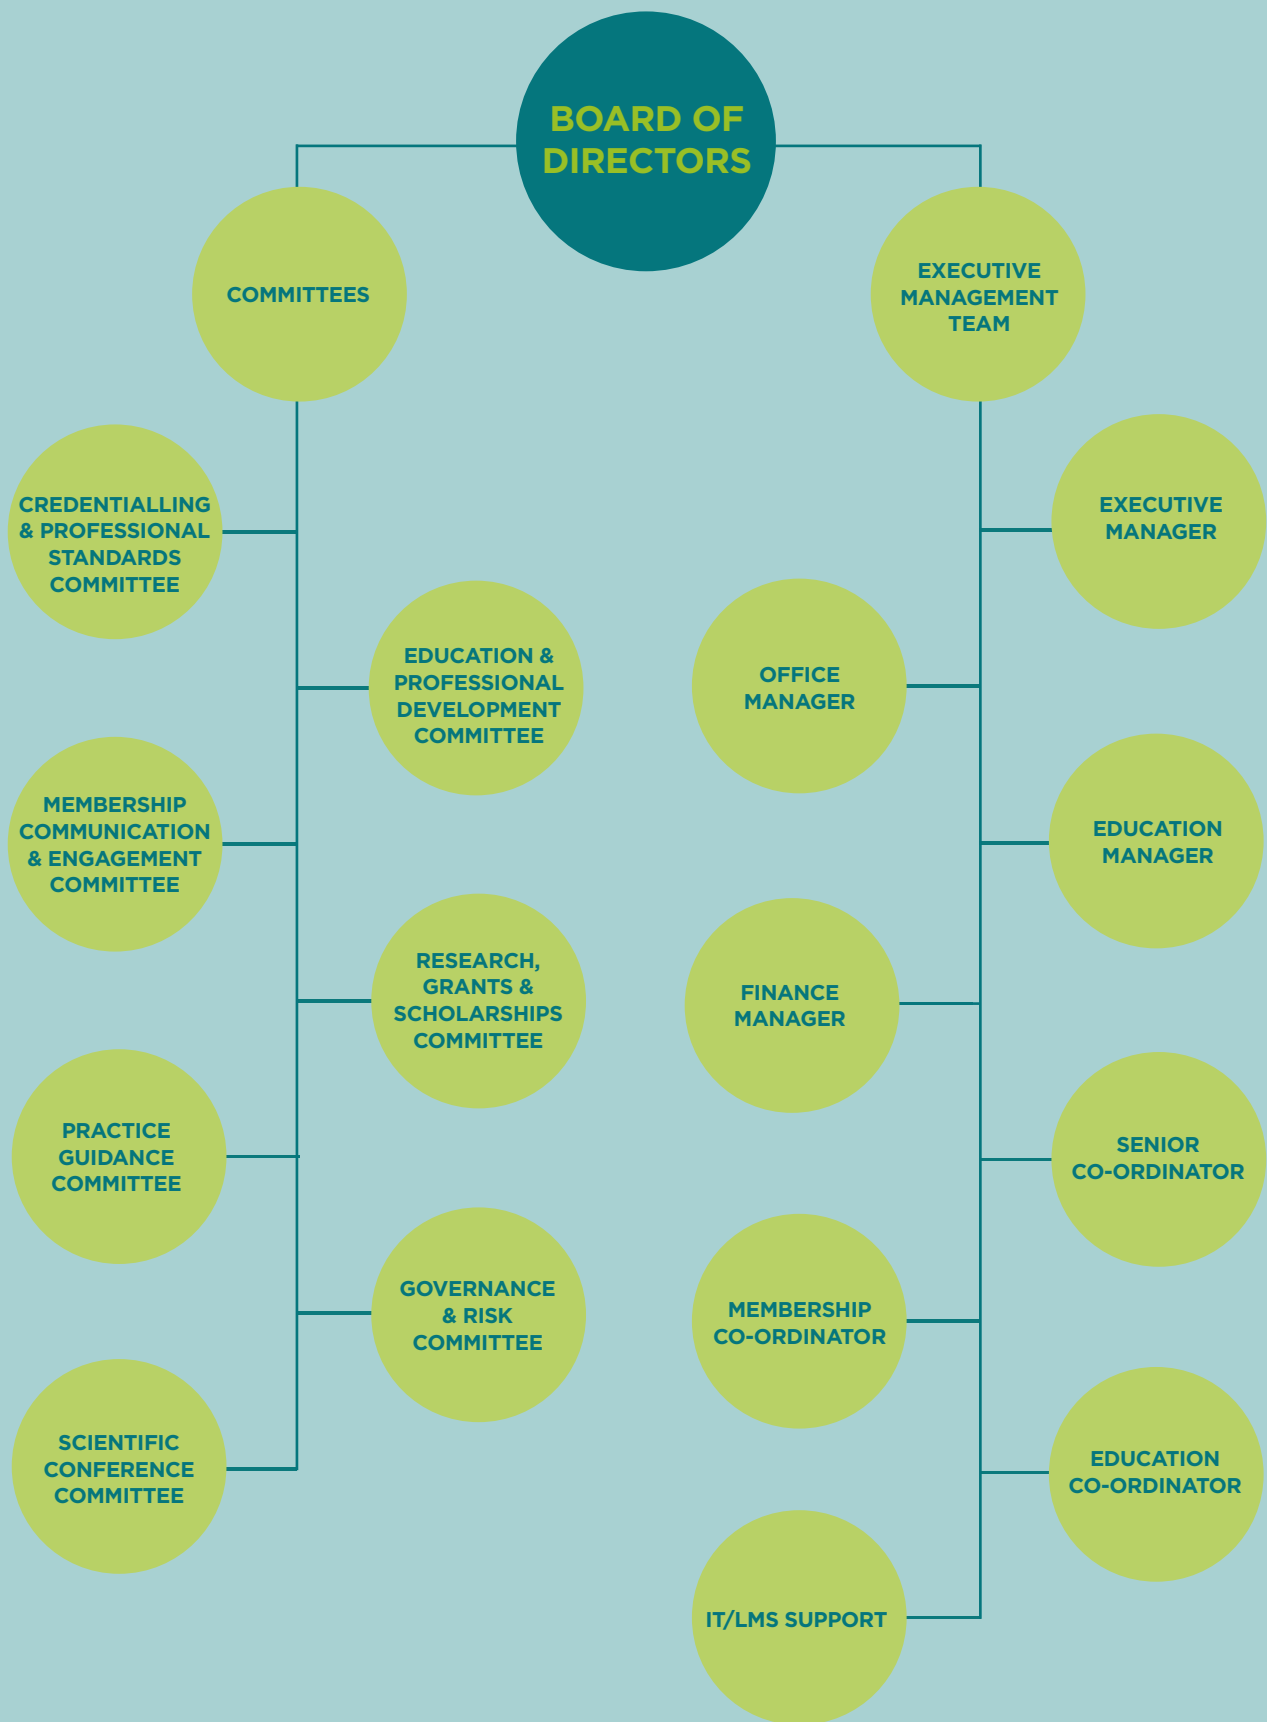 BOARD OF
DIRECTORS
COMMITTEES
EXECUTIVE
MANAGEMENT
TEAM
CREDENTIALLING
& PROFESSIONAL
STANDARDS
COMMITTEE
EDUCATION &
PROFESSIONAL
DEVELOPMENT
COMMITTEE
MEMBERSHIP
COMMUNICATION
& ENGAGEMENT
COMMITTEE
RESEARCH,
GRANTS &
SCHOLARSHIPS
COMMITTEE
PRACTICE
GUIDANCE
COMMITTEE
GOVERNANCE
& RISK
COMMITTEE
SCIENTIFIC
CONFERENCE
COMMITTEE
EXECUTIVE
MANAGER
OFFICE
MANAGER
EDUCATION
MANAGER
FINANCE
MANAGER
SENIOR
CO-ORDINATOR
MEMBERSHIP
CO-ORDINATOR
EDUCATION
CO-ORDINATOR
IT/LMS SUPPORT